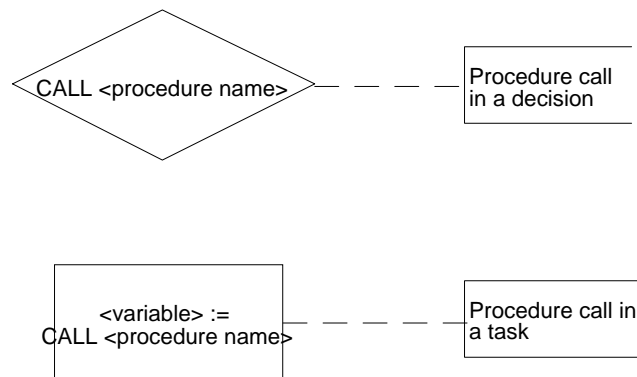 CALL <procedure name>
Procedure call
in a decision
<variable> :=
CALL <procedure name>
Procedure call in
a task